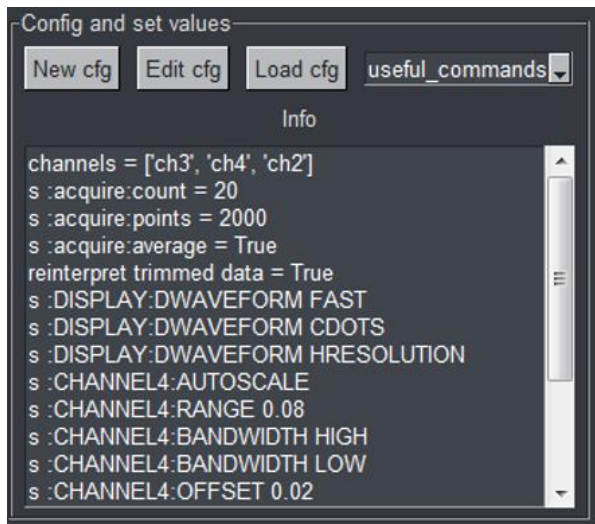 Config and set values
New cfg Edit cfg Load cfg useful_commands
Info
channels = ['ch3', 'ch4', 'ch2']
s :acquire:count = 20
s :acquire:points = 2000
s :acquire:average = True
reinterpret trimmed data = True
s :DISPLAY:DWAVEFORM FAST
s :DISPLAY:DWAVEFORM CDOTS
s :DISPLAY:DWAVEFORM HRESOLUTION
s :CHANNEL4:AUTOSCALE
s :CHANNEL4:RANGE 0.08
s :CHANNEL4:BANDWIDTH HIGH
s :CHANNEL4:BANDWIDTH LOW
s :CHANNEL4:OFFSET 0.02